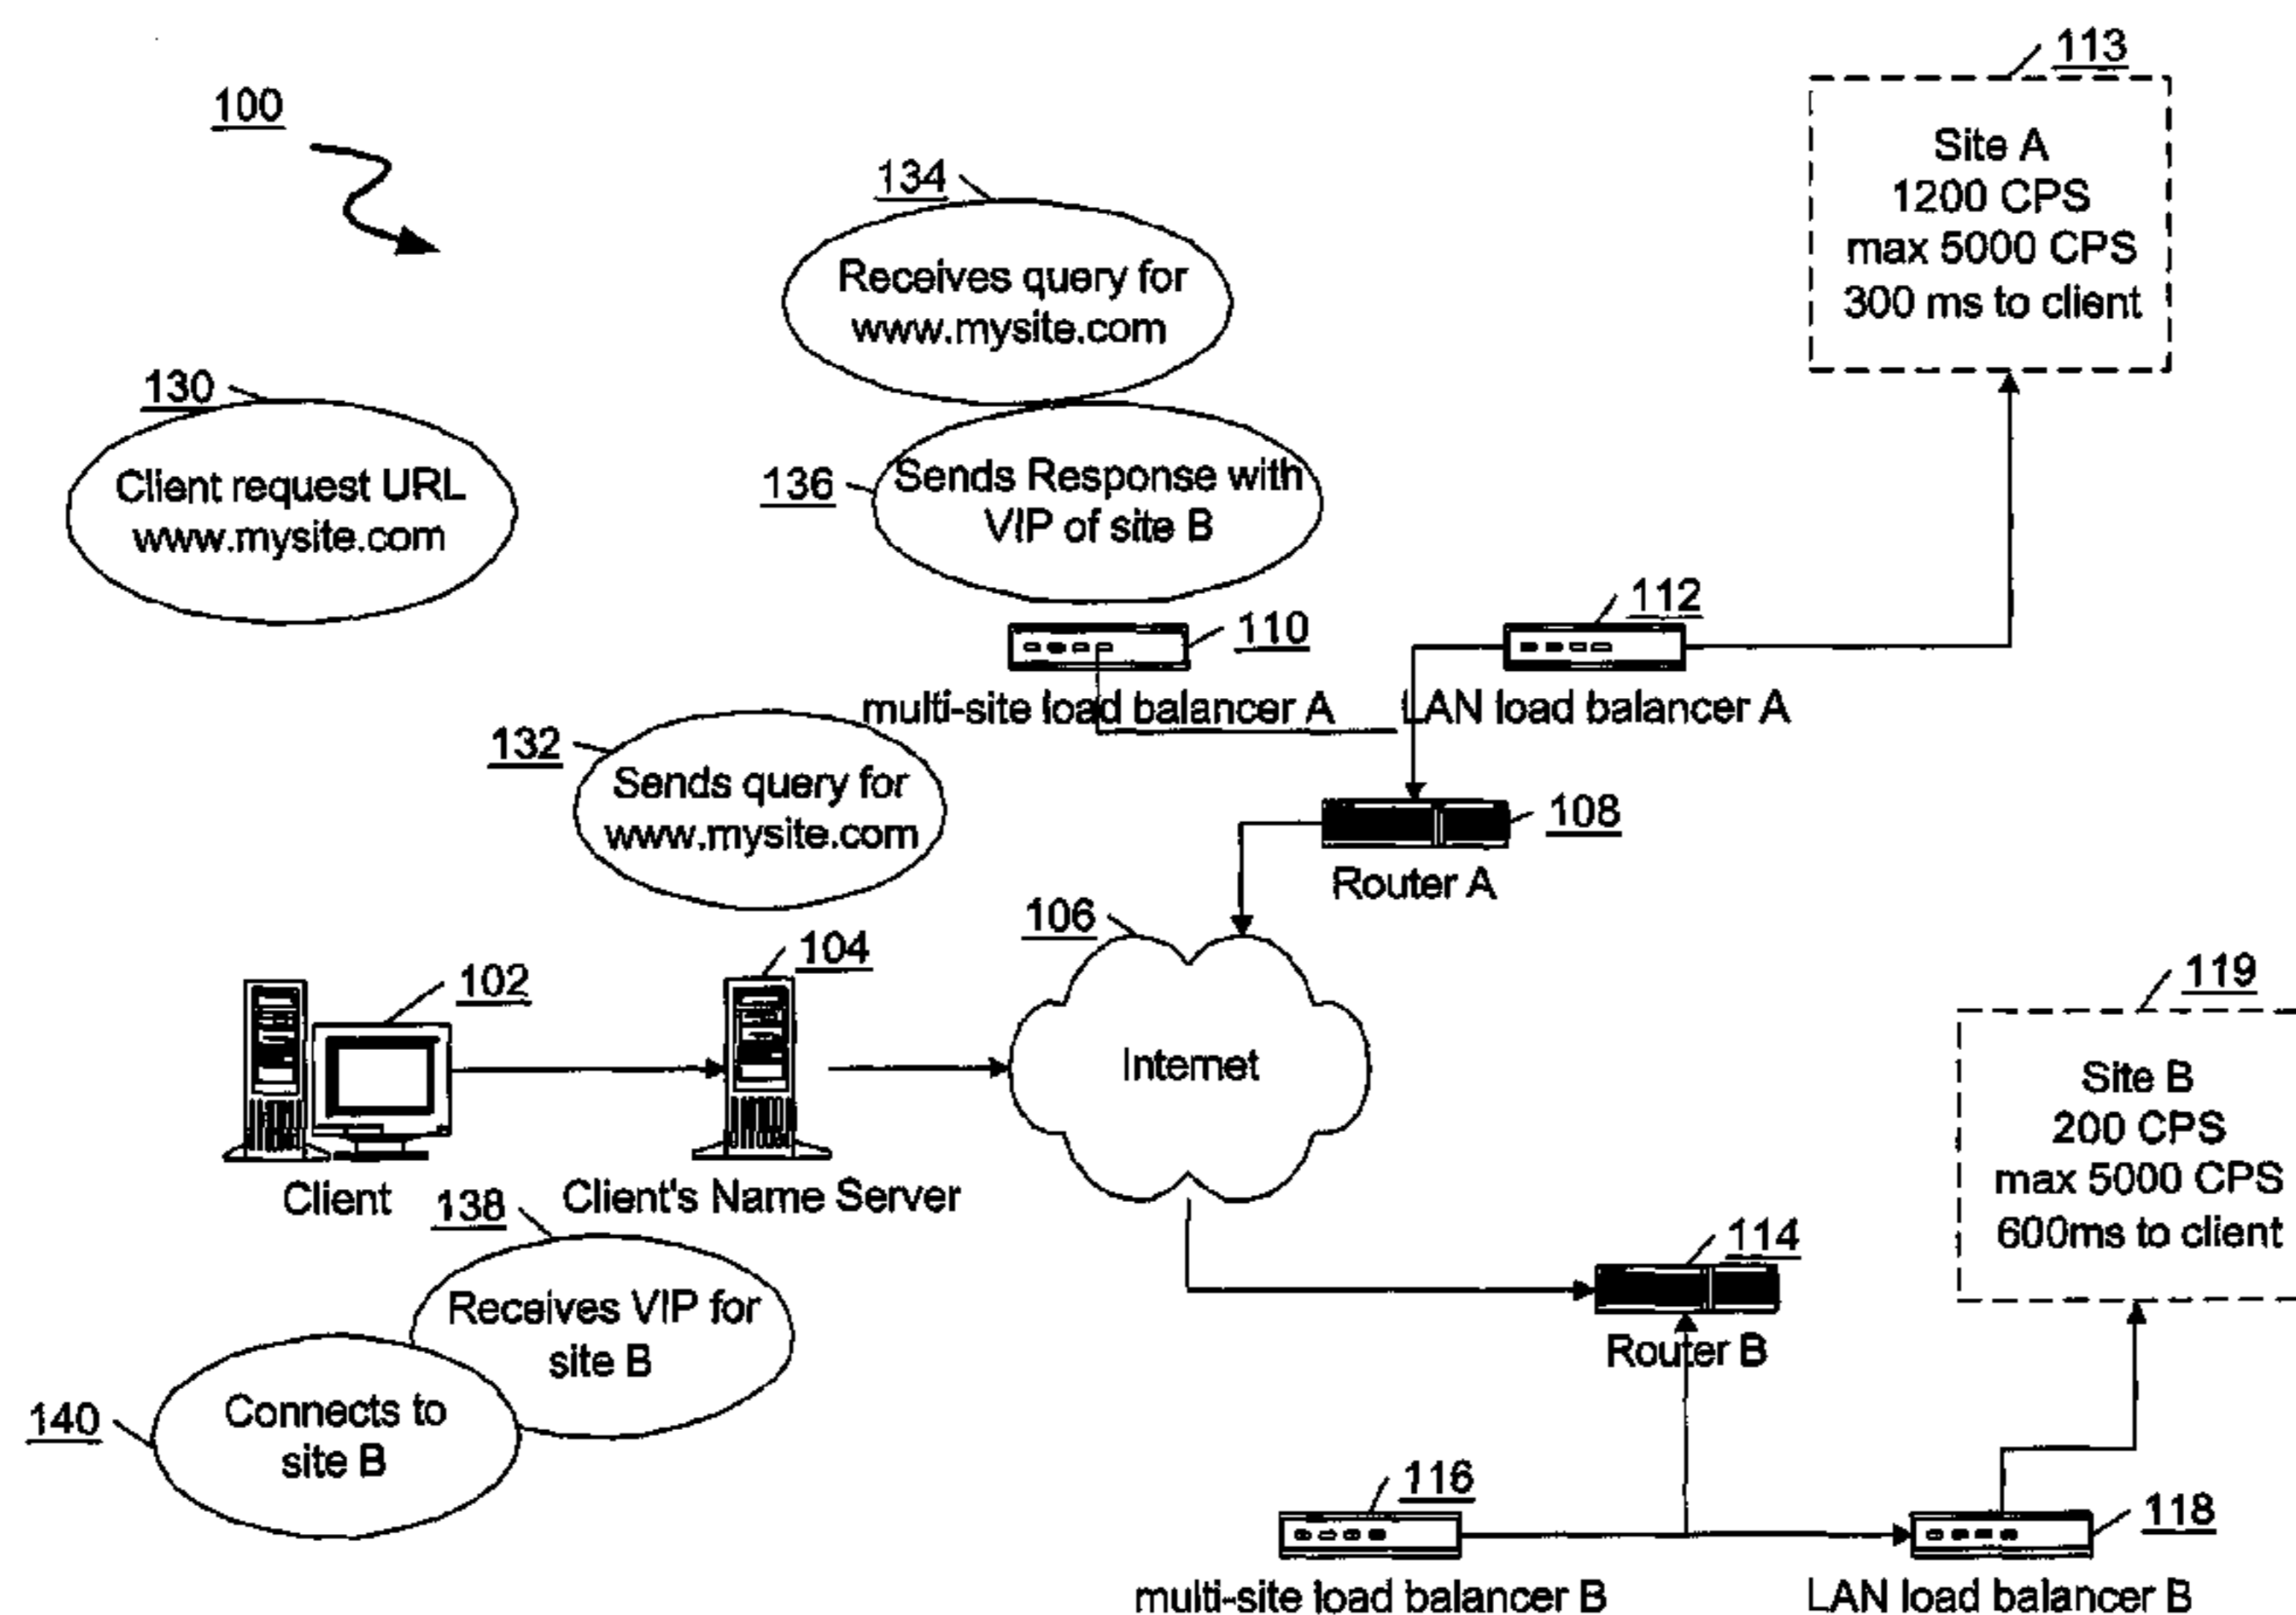 113
100
Site A
1200 CPS
max 5000 CPS
300 ms to client
134
Receives query for
www.mysite.com
130
Client request URL
www.mysite.com
136
Sends Response with
VIP of site B
110
112
multi-site load balancer A
LAN load balancer A
132
Sends query for
www.mysite.com
108
Router A
106
104
102
119
Internet
Site B
200 CPS
max 5000 CPS
600ms to client
Client
Client's Name Server
138
114
Receives VIP for
site B
Router B
140
Connects to
site B
116
118
multi-site load balancer B
LAN load balancer B